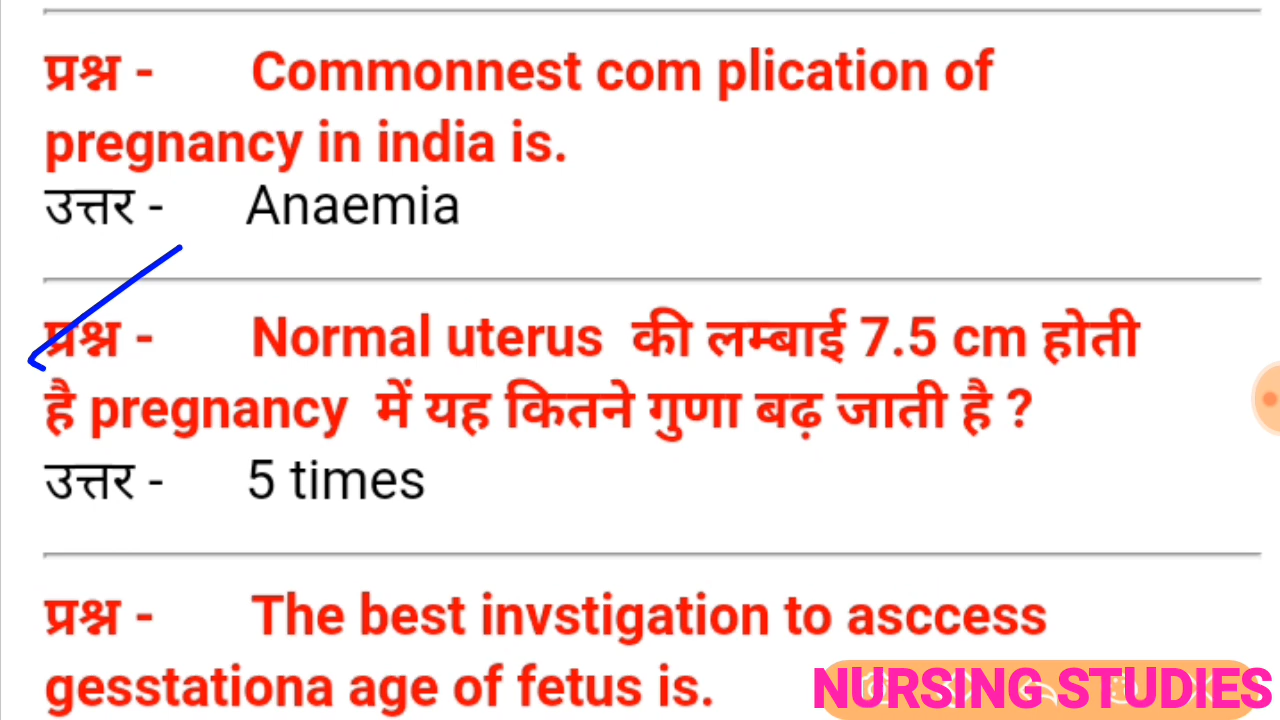 प्रश्न - Commonnest com plication of
pregnancy in india is.
उत्तर - Anaemia
प्रश्न - Normal uterus की लम्बाई 7.5 cm होती
है pregnancy में यह कितने गुणा बढ़ जाती है ?
उत्तर - 5 times
प्रश्न - The best invstigation to asccess
gesstationa age of fetus is.
NURSING STUDIES